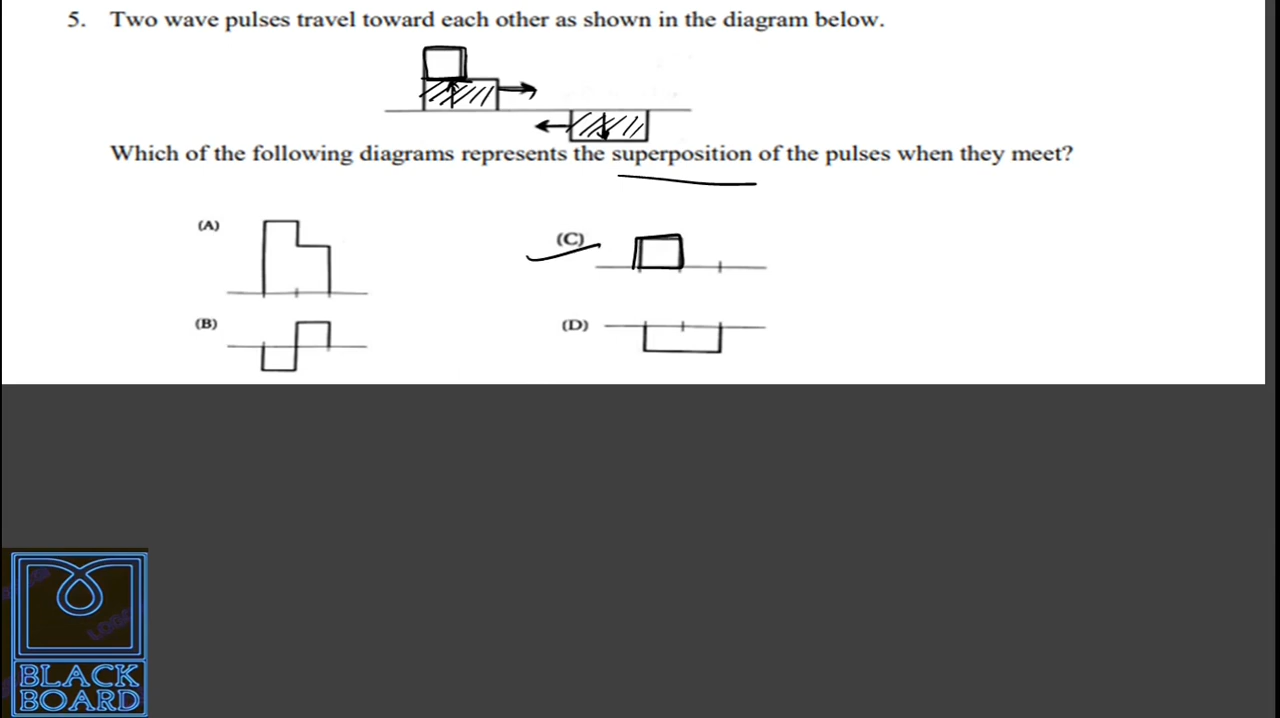 5. Two wave pulses travel toward each other as shown in the diagram below.
Which of the following diagrams represents the superposition of the pulses when they meet?
(A)
(C)
(B)
(D)
BLACK
BOARD